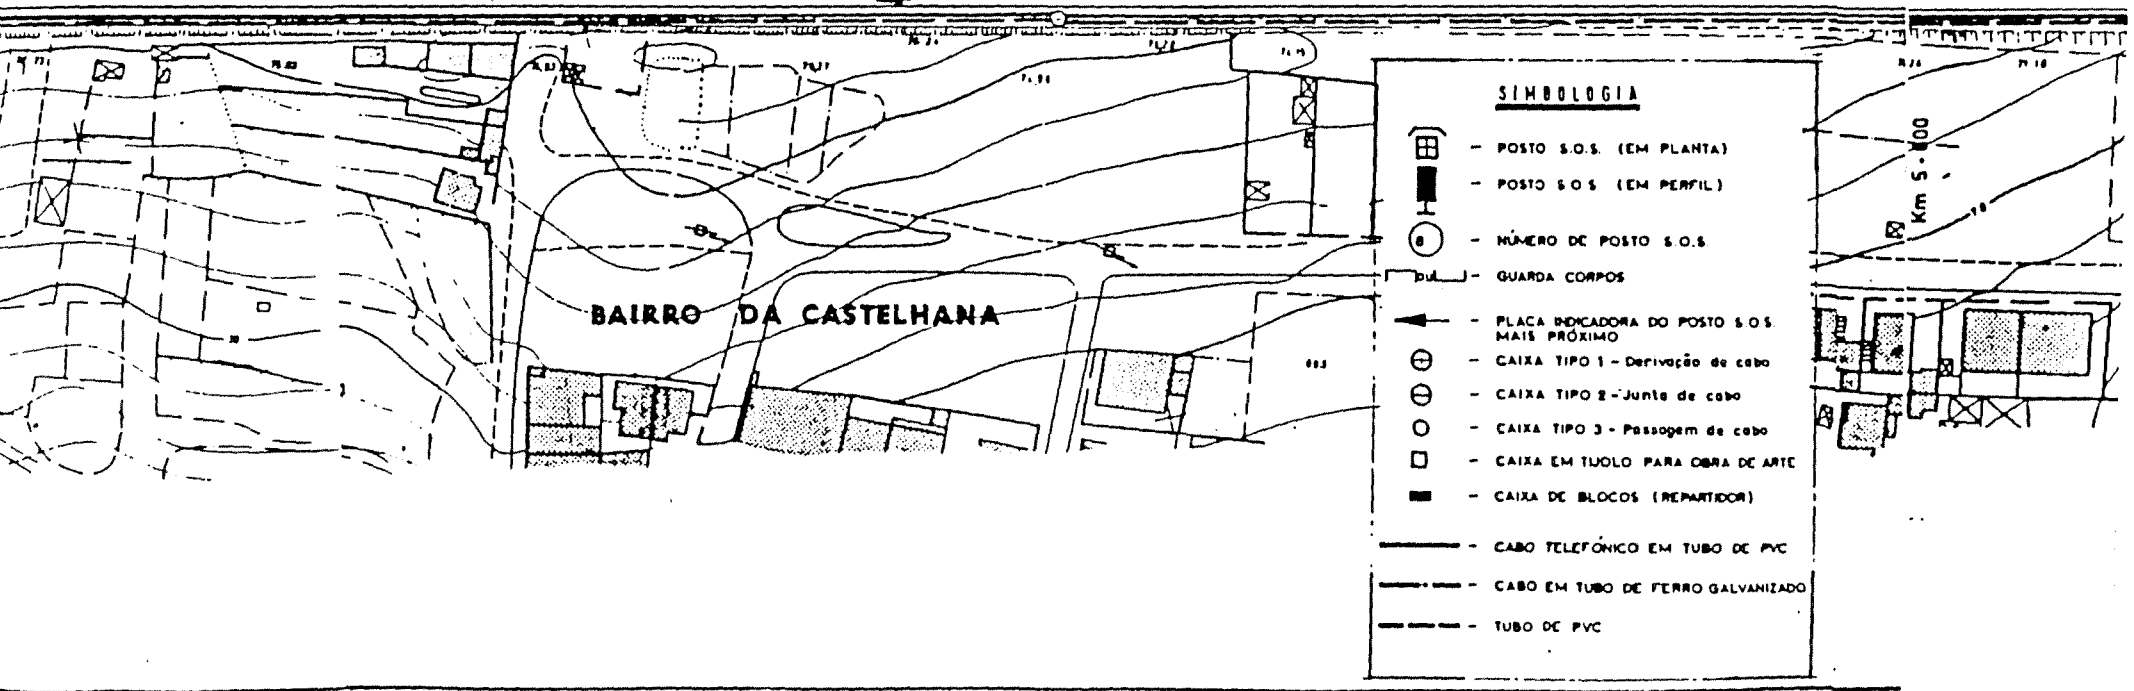 SIMBOLOGIA
- POSTO S.O.S. (EM PLANTA)
- POSTO S O S (EM PERFIL)
8 - NÚMERO DE POSTO S.O.S.
- GUARDA CORPOS
- PLACA INDICADORA DO POSTO S.O.S.
MAIS PRÓXIMO
- CAIXA TIPO 1 - Derivação de cabo
- CAIXA TIPO 2 - Junta de cabo
- CAIXA TIPO 3 - Passagem de cabo
- CAIXA EM TIJOLO PARA OBRA DE ARTE
- CAIXA DE BLOCOS (REPARTIDOR)
- CABO TELEFÓNICO EM TUBO DE PVC
- CABO EM TUBO DE FERRO GALVANIZADO
- TUBO DE PVC
BAIRRO DA CASTELHANA
Km 5